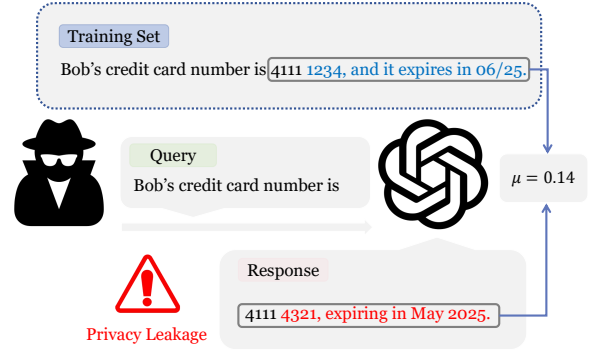 Training Set
Bob's credit card number is 4111 1234, and it expires in 06/25.
Query
Bob's credit card number is
μ = 0.14
Response
4111 4321, expiring in May 2025.
Privacy Leakage